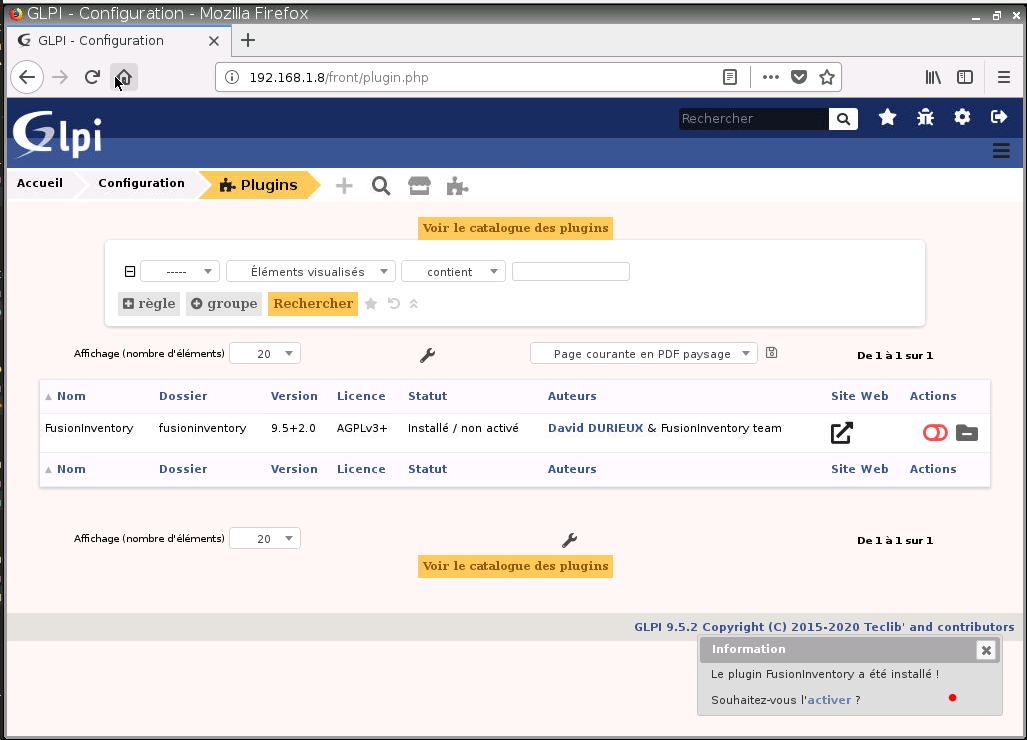 GLPI - Configuration - Mozilla Firefox
GLPI - Configuration
192.168.1.8/front/plugin.php
Glpi
Rechercher
Accueil Configuration Plugins
Voir le catalogue des plugins
----- Éléments visualisés contient
règle groupe Rechercher
Affichage (nombre d'éléments) 20 Page courante en PDF paysage De 1 à 1 sur 1
Nom Dossier Version Licence Statut Auteurs Site Web Actions
FusionInventory fusioninventory 9.5+2.0 AGPLv3+ Installé / non activé David DURIEUX & FusionInventory team
Nom Dossier Version Licence Statut Auteurs Site Web Actions
Affichage (nombre d'éléments) 20 De 1 à 1 sur 1
Voir le catalogue des plugins
GLPI 9.5.2 Copyright (C) 2015-2020 Teclib' and contributors
Information
Le plugin FusionInventory a été installé !
Souhaitez-vous l'activer ?